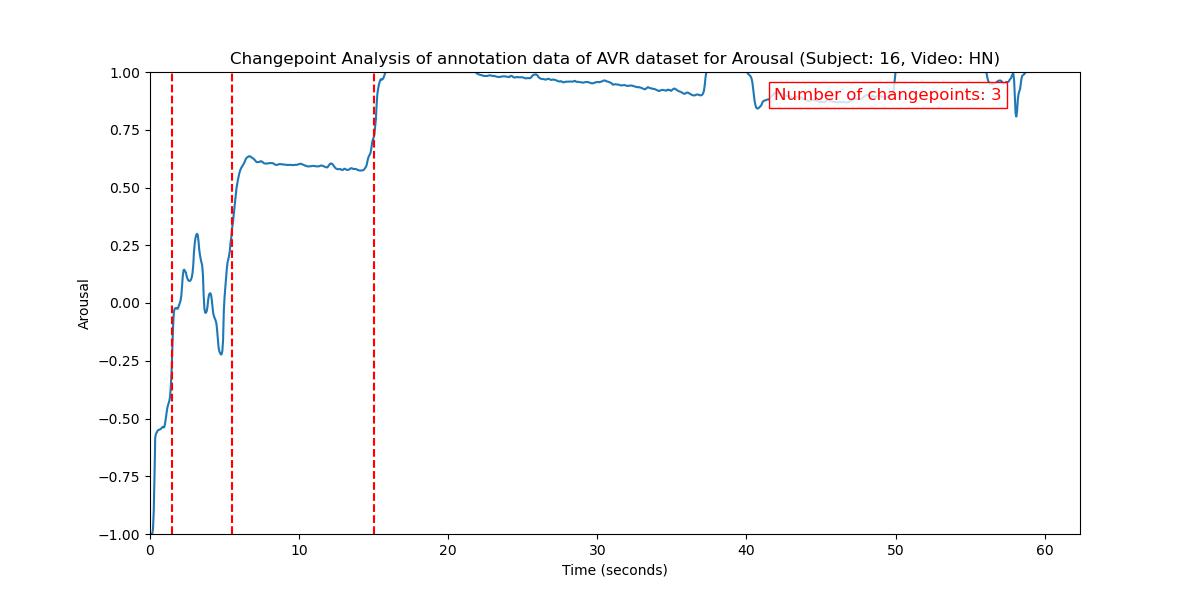 Changepoint Analysis of annotation data of AVR dataset for Arousal (Subject: 16, Video: HN)
Number of changepoints: 3
1.00
0.75
0.50
0.25
0.00
−0.25
−0.50
−0.75
−1.00
Arousal
0 10 20 30 40 50 60
Time (seconds)